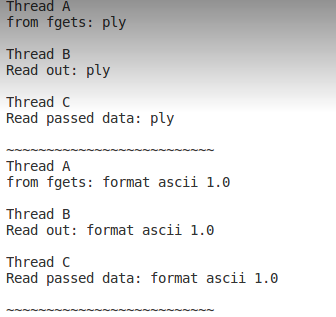 Thread A
from fgets: ply
Thread B
Read out: ply
Thread C
Read passed data: ply
~~~~~~~~~~~~~~~~~~~~~~~~~~
Thread A
from fgets: format ascii 1.0
Thread B
Read out: format ascii 1.0
Thread C
Read passed data: format ascii 1.0
~~~~~~~~~~~~~~~~~~~~~~~~~~